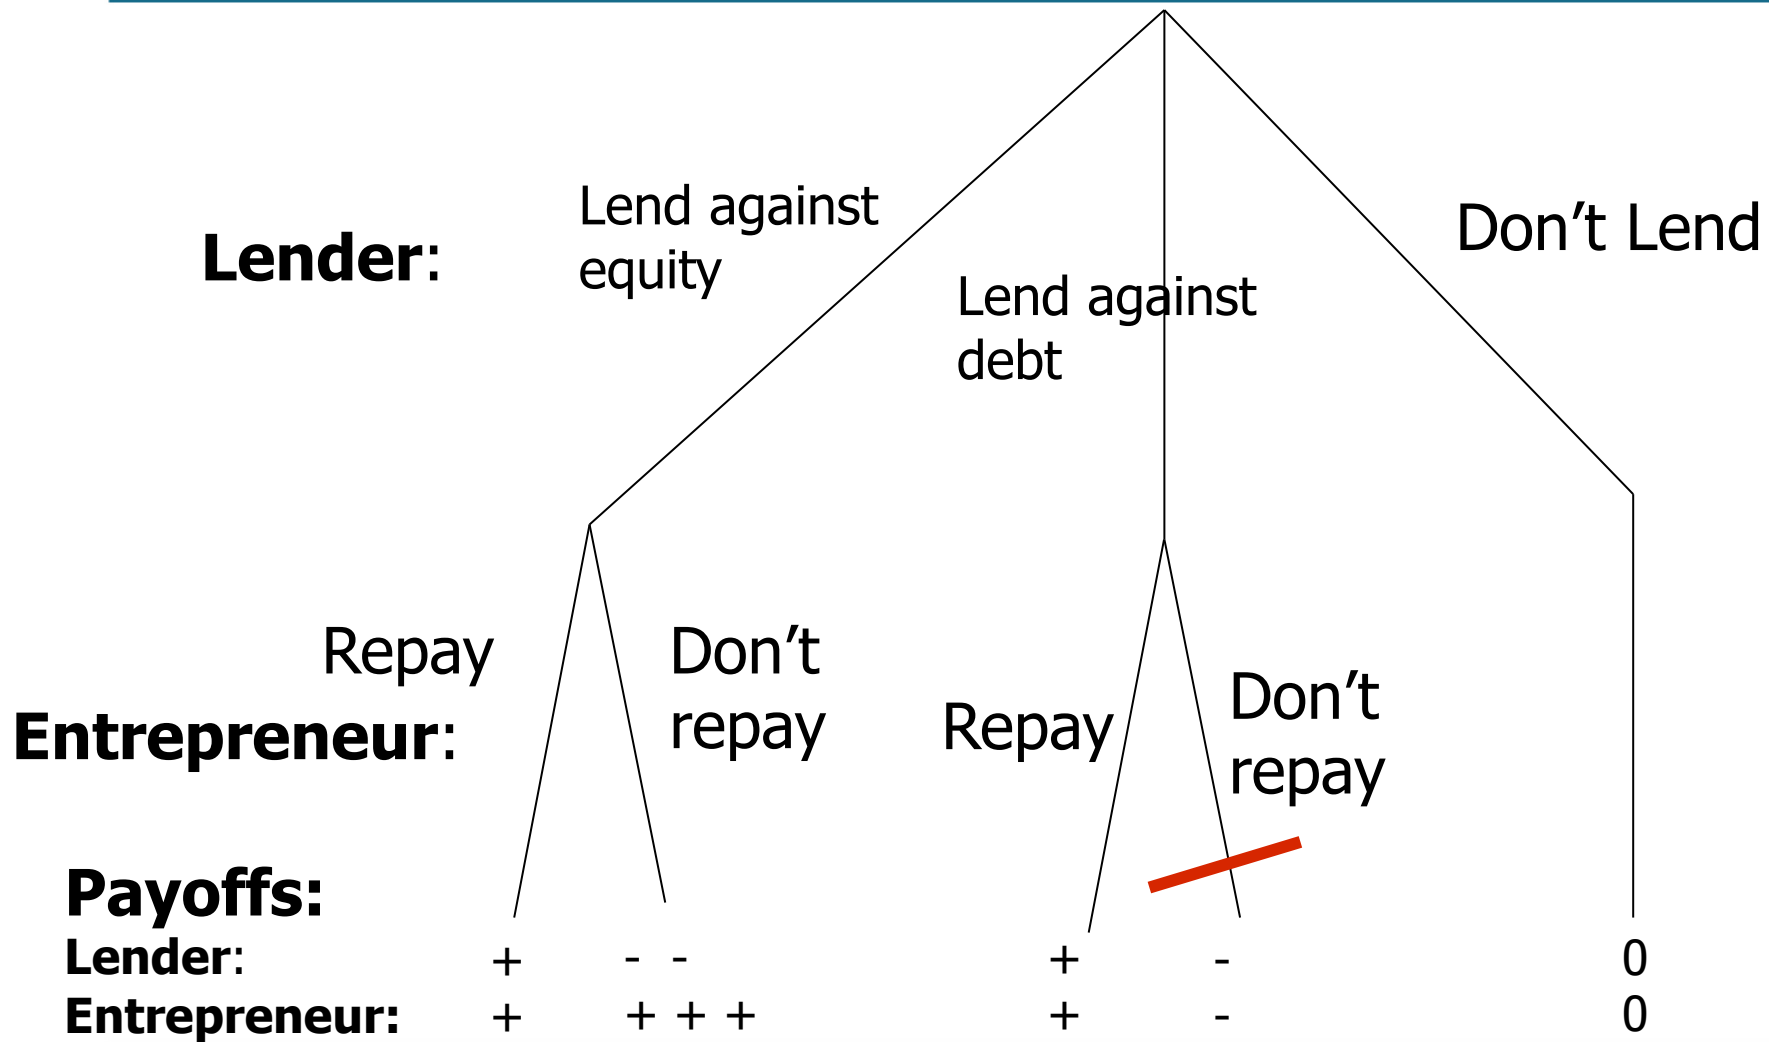 Lend against
equity
Don’t Lend
Lender:
Lend against
debt
Repay
Don’t
repay
Repay
Don’t
repay
Entrepreneur:
Payoffs:
Lender: + - - + - 0
Entrepreneur: + + + + + - 0